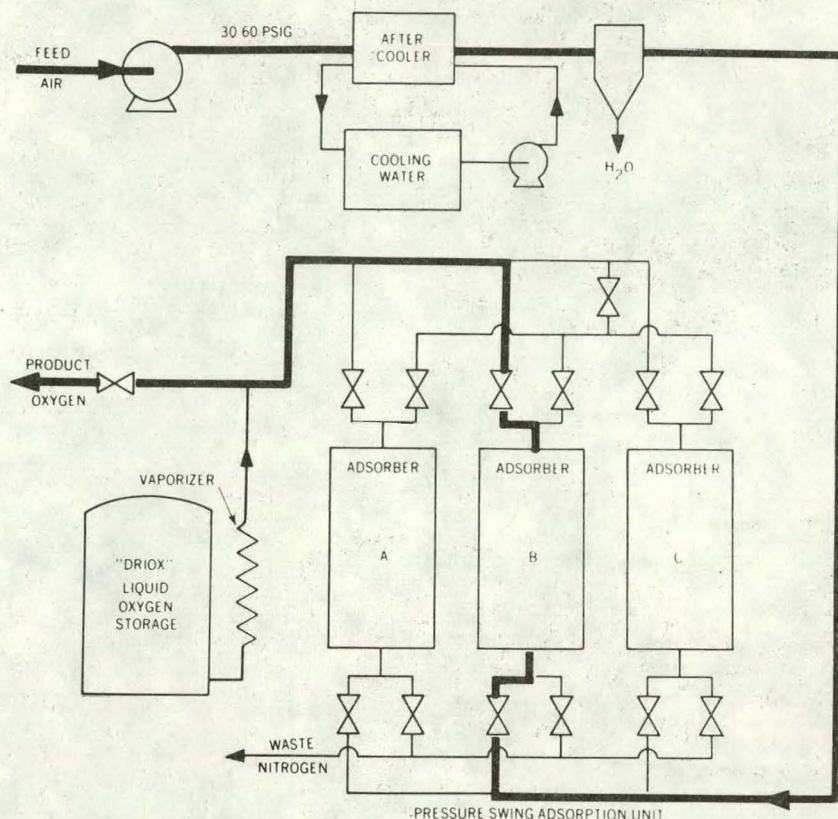 FEED
AIR
30 60 PSIG
AFTER
COOLER
COOLING
WATER
H2O
PRODUCT
OXYGEN
VAPORIZER
"DRIOX"
LIQUID
OXYGEN
STORAGE
ADSORBER
A
ADSORBER
B
ADSORBER
C
WASTE
NITROGEN
PRESSURE SWING ADSORPTION UNIT